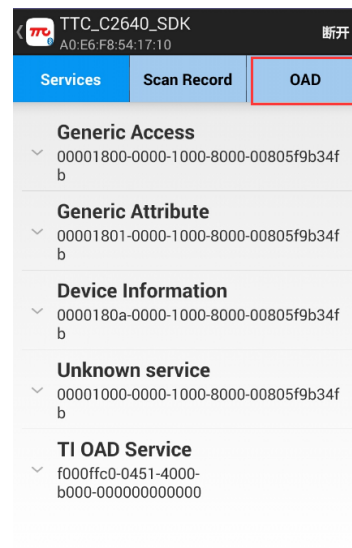 TTC_C2640_SDK
A0:E6:F8:54:17:10
断开
Services
Scan Record
OAD
Generic Access
00001800-0000-1000-8000-00805f9b34f
b
Generic Attribute
00001801-0000-1000-8000-00805f9b34f
b
Device Information
0000180a-0000-1000-8000-00805f9b34f
b
Unknown service
00001000-0000-1000-8000-00805f9b34f
b
TI OAD Service
f000ffc0-0451-4000-
b000-000000000000